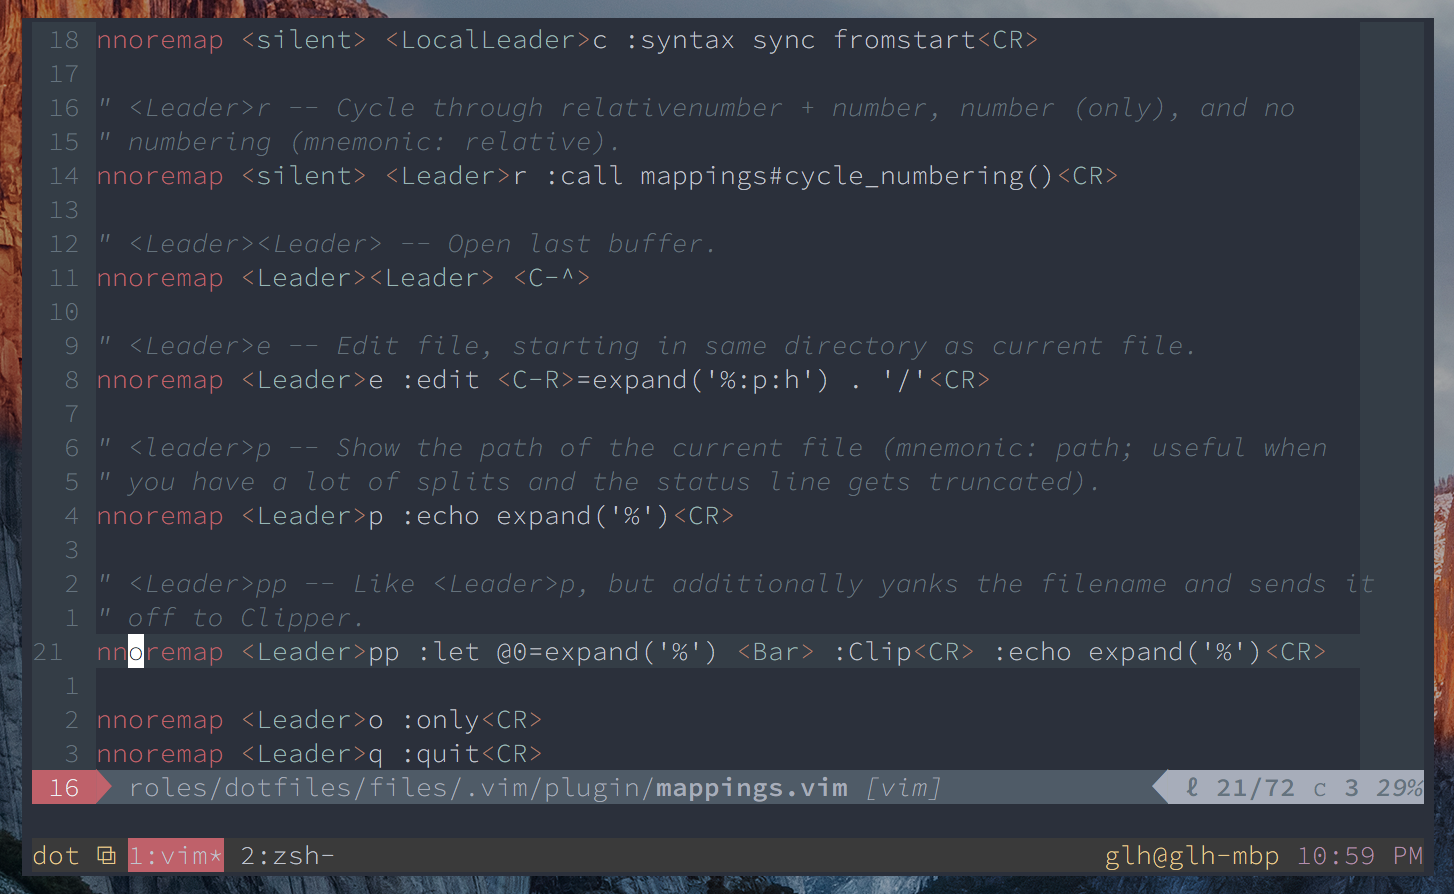 18 nnoremap <silent> <LocalLeader>c :syntax sync fromstart<CR>
17
16 " <Leader>r -- Cycle through relativenumber + number, number (only), and no
15 " numbering (mnemonic: relative).
14 nnoremap <silent> <Leader>r :call mappings#cycle_numbering()<CR>
13
12 " <Leader><Leader> -- Open last buffer.
11 nnoremap <Leader><Leader> <C-^>
10
9 " <Leader>e -- Edit file, starting in same directory as current file.
8 nnoremap <Leader>e :edit <C-R>=expand('%:p:h') . '/'<CR>
7
6 " <leader>p -- Show the path of the current file (mnemonic: path; useful when
5 " you have a lot of splits and the status line gets truncated).
4 nnoremap <Leader>p :echo expand('%')<CR>
3
2 " <Leader>pp -- Like <Leader>p, but additionally yanks the filename and sends it
1 " off to Clipper.
21 nnoremap <Leader>pp :let @0=expand('%') <Bar> :Clip<CR> :echo expand('%')<CR>
1
2 nnoremap <Leader>o :only<CR>
3 nnoremap <Leader>q :quit<CR>
16 roles/dotfiles/files/.vim/plugin/mappings.vim [vim] ℓ 21/72 c 3 29%
dot 1:vim* 2:zsh- glh@glh-mbp 10:59 PM